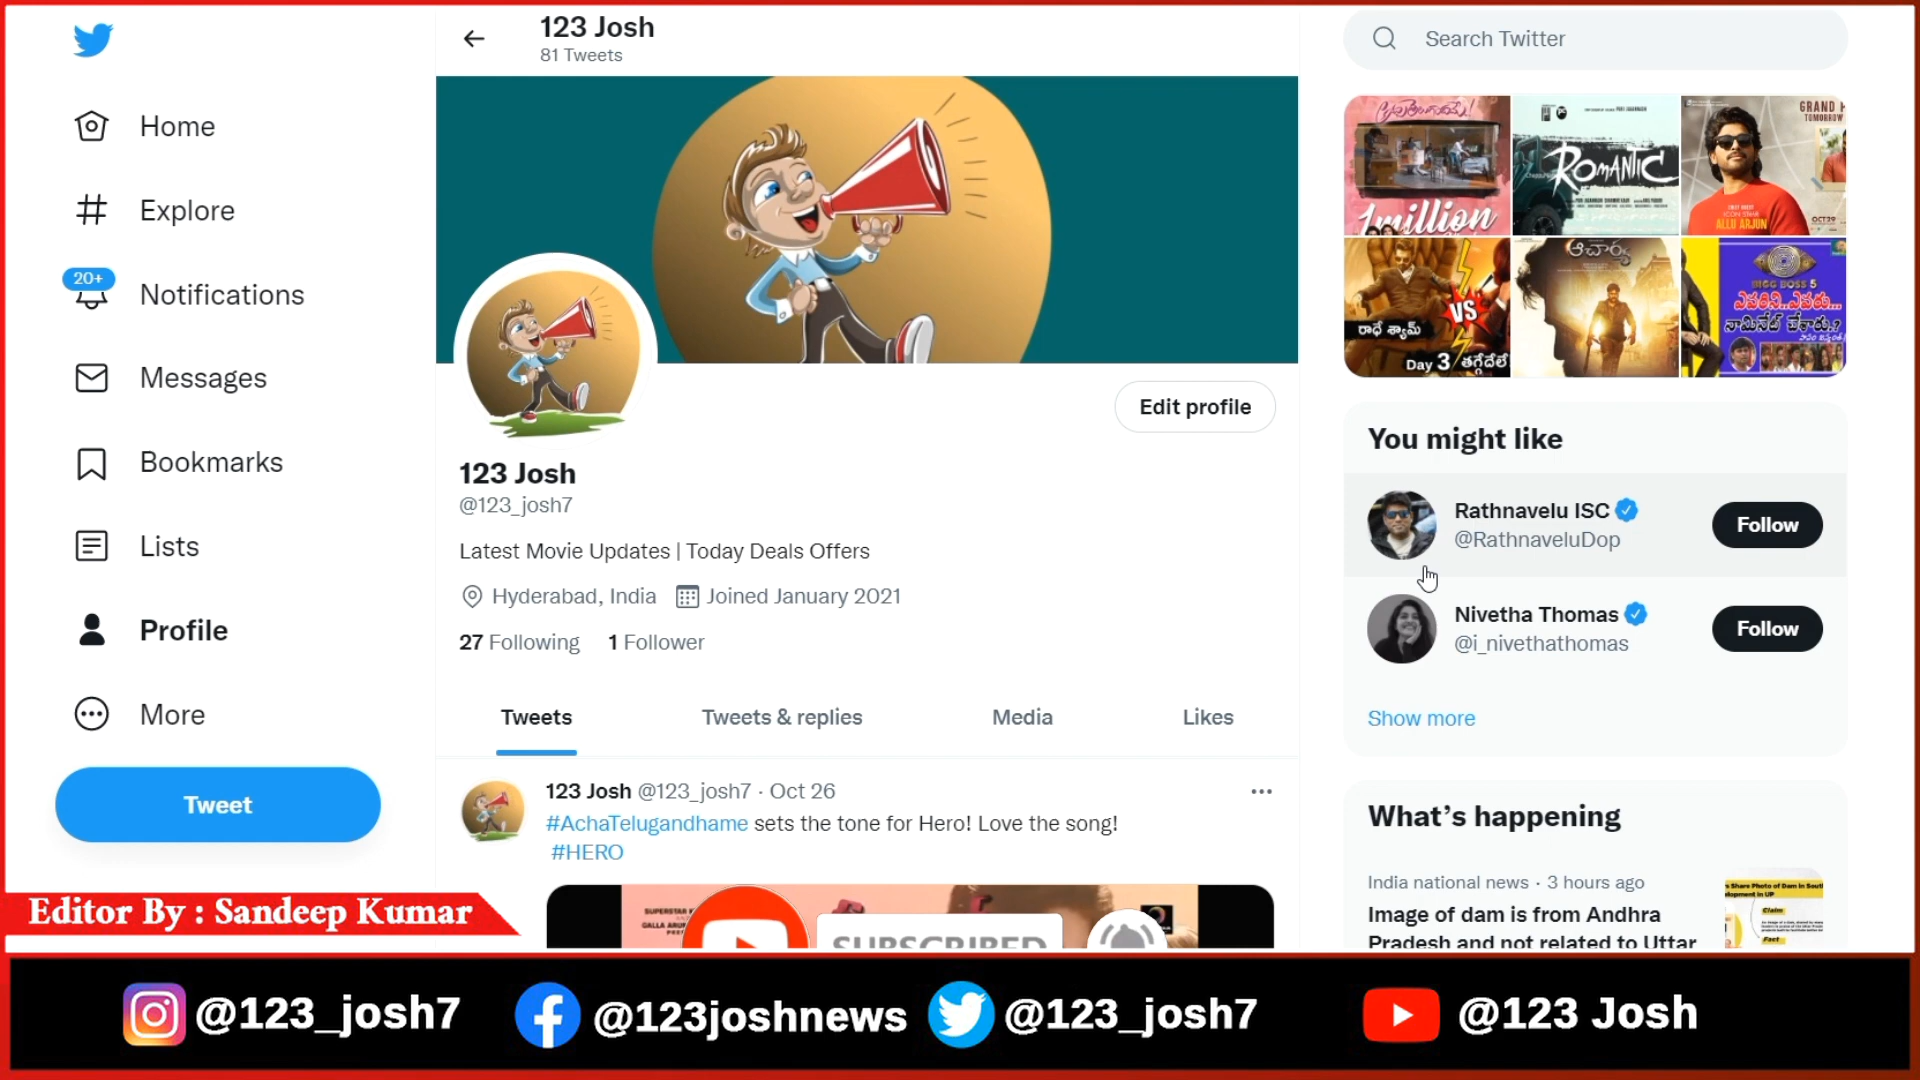 Home
Explore
20+
Notifications
Messages
Bookmarks
Lists
Profile
More
Tweet
123 Josh
81 Tweets
Edit profile
123 Josh
@123_josh7
Latest Movie Updates | Today Deals Offers
Hyderabad, India Joined January 2021
27 Following 1 Follower
Tweets Tweets & replies Media Likes
123 Josh @123_josh7 · Oct 26
#AchaTelugandhame sets the tone for Hero! Love the song!
#HERO
SUBSCRIBED
Search Twitter
1million
ROMANTIC
GRAND
TOMORROW
ICON STAR
ALLU ARJUN
OCT29
రాధే శ్యామ్
VS
Day 3 తగ్గేదేలే
ఆచార్య
BIGG BOSS 5
ఎవరిని..ఎవరు...
నామినేట్ చేశారు.?
You might like
Rathnavelu ISC
@RathnaveluDop
Follow
Nivetha Thomas
@i_nivethathomas
Follow
Show more
What's happening
India national news · 3 hours ago
Image of dam is from Andhra
Pradesh and not related to Uttar
Claim
Fact
Editor By : Sandeep Kumar
@123_josh7 @123joshnews @123_josh7 @123 Josh